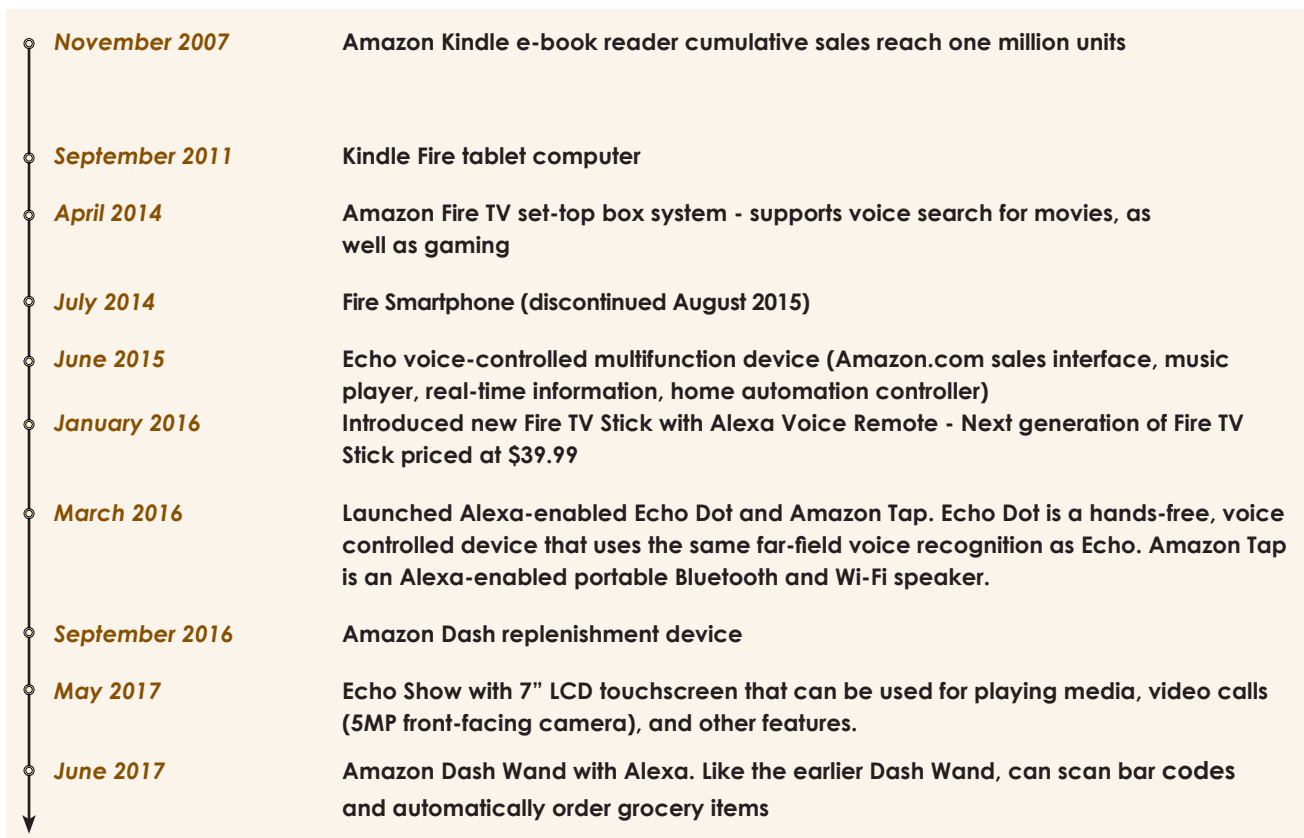 November 2007 Amazon Kindle e-book reader cumulative sales reach one million units
September 2011 Kindle Fire tablet computer
April 2014 Amazon Fire TV set-top box system - supports voice search for movies, as
well as gaming
July 2014 Fire Smartphone (discontinued August 2015)
June 2015 Echo voice-controlled multifunction device (Amazon.com sales interface, music
player, real-time information, home automation controller)
January 2016 Introduced new Fire TV Stick with Alexa Voice Remote - Next generation of Fire TV
Stick priced at $39.99
March 2016 Launched Alexa-enabled Echo Dot and Amazon Tap. Echo Dot is a hands-free, voice
controlled device that uses the same far-field voice recognition as Echo. Amazon Tap
is an Alexa-enabled portable Bluetooth and Wi-Fi speaker.
September 2016 Amazon Dash replenishment device
May 2017 Echo Show with 7” LCD touchscreen that can be used for playing media, video calls
(5MP front-facing camera), and other features.
June 2017 Amazon Dash Wand with Alexa. Like the earlier Dash Wand, can scan bar codes
and automatically order grocery items